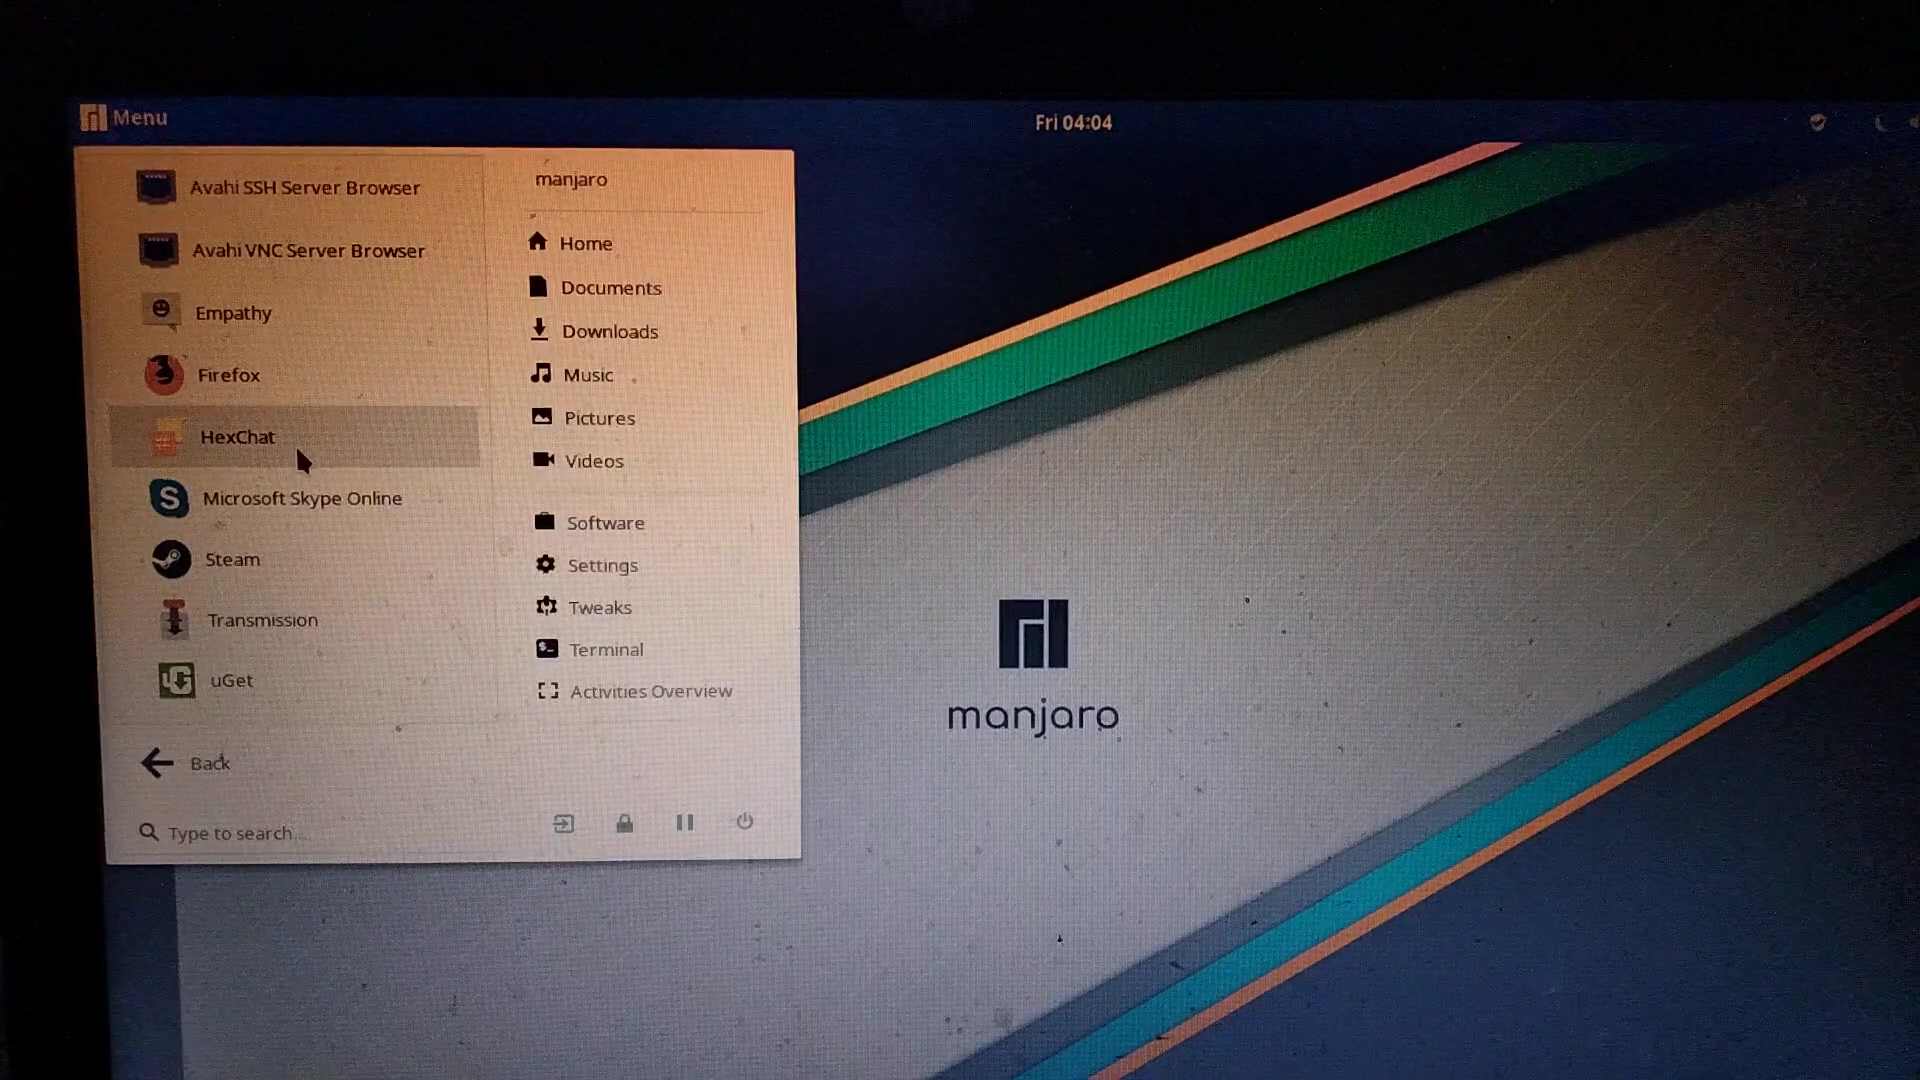 Menu
Fri 04:04
Avahi SSH Server Browser
Avahi VNC Server Browser
Empathy
Firefox
HexChat
Microsoft Skype Online
Steam
Transmission
uGet
Back
Type to search...
manjaro
Home
Documents
Downloads
Music
Pictures
Videos
Software
Settings
Tweaks
Terminal
Activities Overview
manjaro